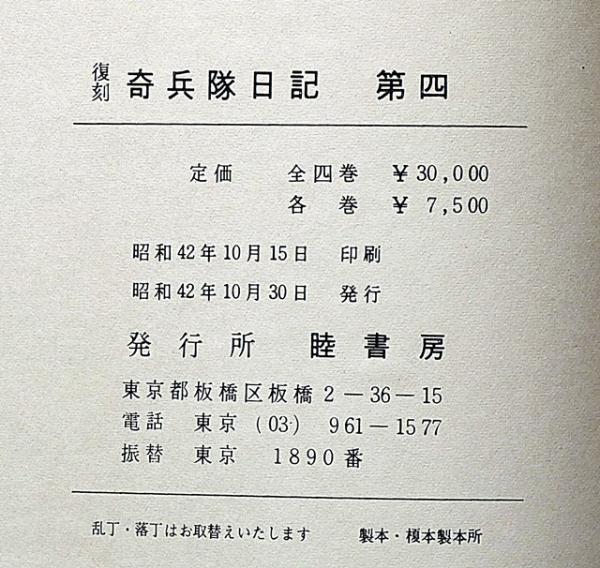 復刻 奇兵隊日記 第四
定価 全四巻 ¥30,000
各巻 ¥ 7,500
昭和42年10月15日 印刷
昭和42年10月30日 発行
発行所 睦書房
東京都板橋区板橋2-36-15
電話 東京 (03) 961-1577
振替 東京 1890番
乱丁・落丁はお取替えいたします 製本・榎本製本所